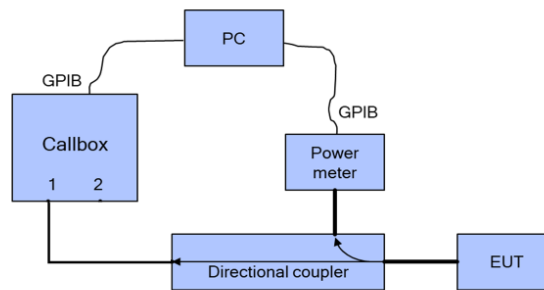 PC
GPIB
GPIB
Callbox
1 2
Power
meter
Directional coupler
EUT